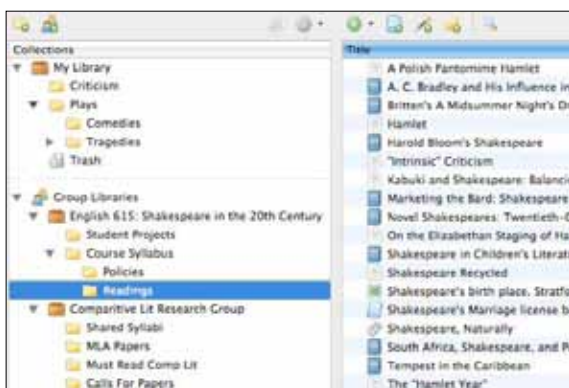 Collections
My Library
Criticism
Plays
Comedies
Tragedies
Trash
Group Libraries
English 615: Shakespeare in the 20th Century
Student Projects
Course Syllabus
Policies
Readings
Comparitive Lit Research Group
Shared Syllabi
MLA Papers
Must Read Comp Lit
Calls For Papers
Title
A Polish Pantomime Hamlet
A. C. Bradley and His Influence in
Britten's A Midsummer Night's D
Hamlet
Harold Bloom's Shakespeare
"Intrinsic" Criticism
Kabuki and Shakespeare: Balanci
Marketing the Bard: Shakespeare
Novel Shakespeares: Twentieth-C
On the Elizabethan Staging of Ha
Shakespeare in Children's Literat
Shakespeare Recycled
Shakespeare's birth place. Stratfo
Shakespeare's Marriage license b
Shakespeare, Naturally
South Africa, Shakespeare, and P
Tempest in the Caribbean
The "Hamlet Year"